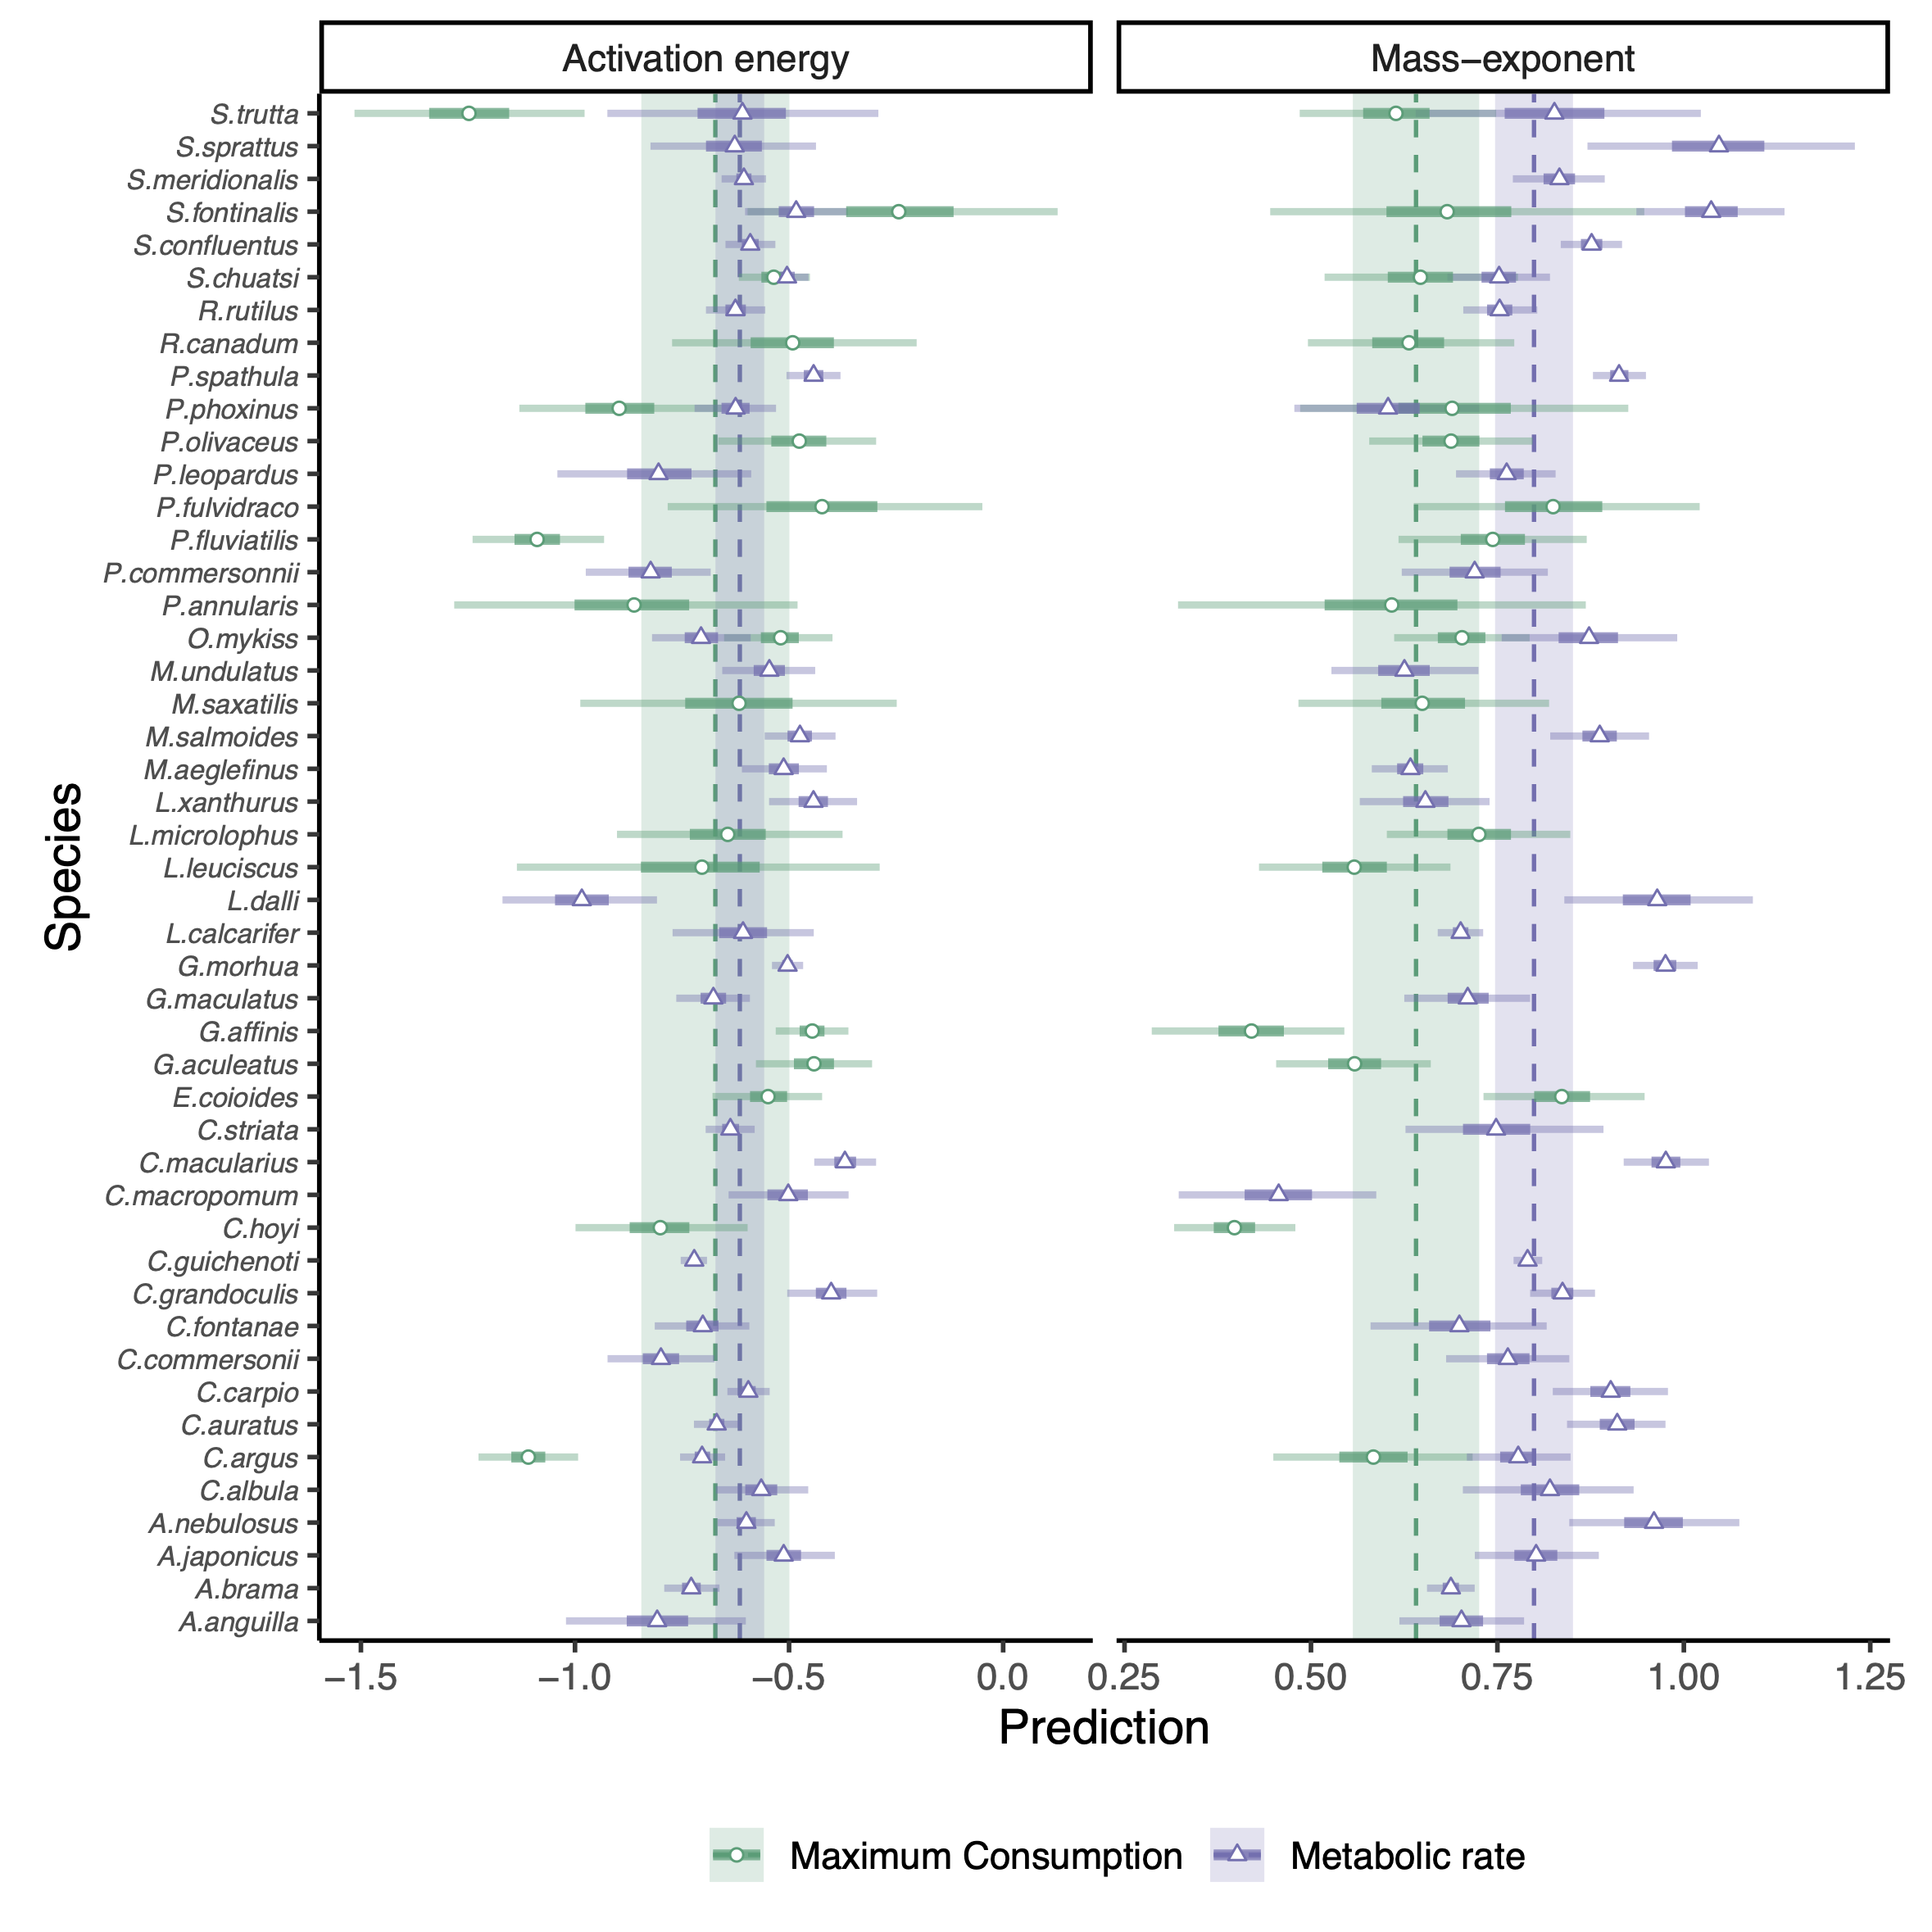 Activation energy
Mass−exponent
S.trutta
S.sprattus
S.meridionalis
S.fontinalis
S.confluentus
S.chuatsi
R.rutilus
R.canadum
P.spathula
P.phoxinus
P.olivaceus
P.leopardus
P.fulvidraco
P.fluviatilis
P.commersonnii
P.annularis
O.mykiss
M.undulatus
M.saxatilis
M.salmoides
M.aeglefinus
L.xanthurus
L.microlophus
L.leuciscus
L.dalli
L.calcarifer
G.morhua
G.maculatus
G.affinis
G.aculeatus
E.coioides
C.striata
C.macularius
C.macropomum
C.hoyi
C.guichenoti
C.grandoculis
C.fontanae
C.commersonii
C.carpio
C.auratus
C.argus
C.albula
A.nebulosus
A.japonicus
A.brama
A.anguilla
Species
−1.5 −1.0 −0.5 0.0 0.25 0.50 0.75 1.00 1.25
Prediction
Maximum Consumption Metabolic rate